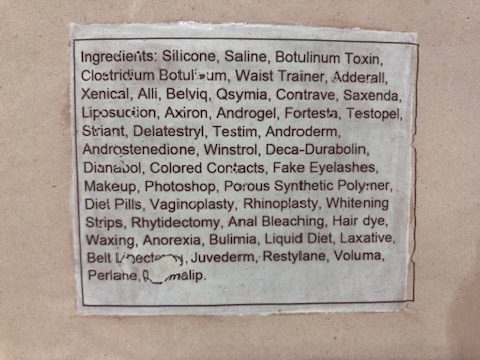 Ingredients: Silicone, Saline, Botulinum Toxin,
Clostridium Waist Trainer, Adderall,
Xenical, Alli, Belviq, Qsymia, Contrave, Saxenda,
Liposuction, Axiron, Androgel, Fortesta, Testopel,
Striant, Delatestryl, Testim, Androderm,
Androstenedione, Winstrol, Deca-Durabolin,
Dianabol, Colored Contacts, Fake Eyelashes,
Makeup, Photoshop, Porous Synthetic Polymer,
Diet Pills, Vaginoplasty, Rhinoplasty, Whitening
Strips, Rhytidectomy, Anal Bleaching, Hair dye,
Waxing, Anorexia, Bulimia, Liquid Diet, Laxative,
Belt Juvederm, Restylane, Voluma,
Perlane,